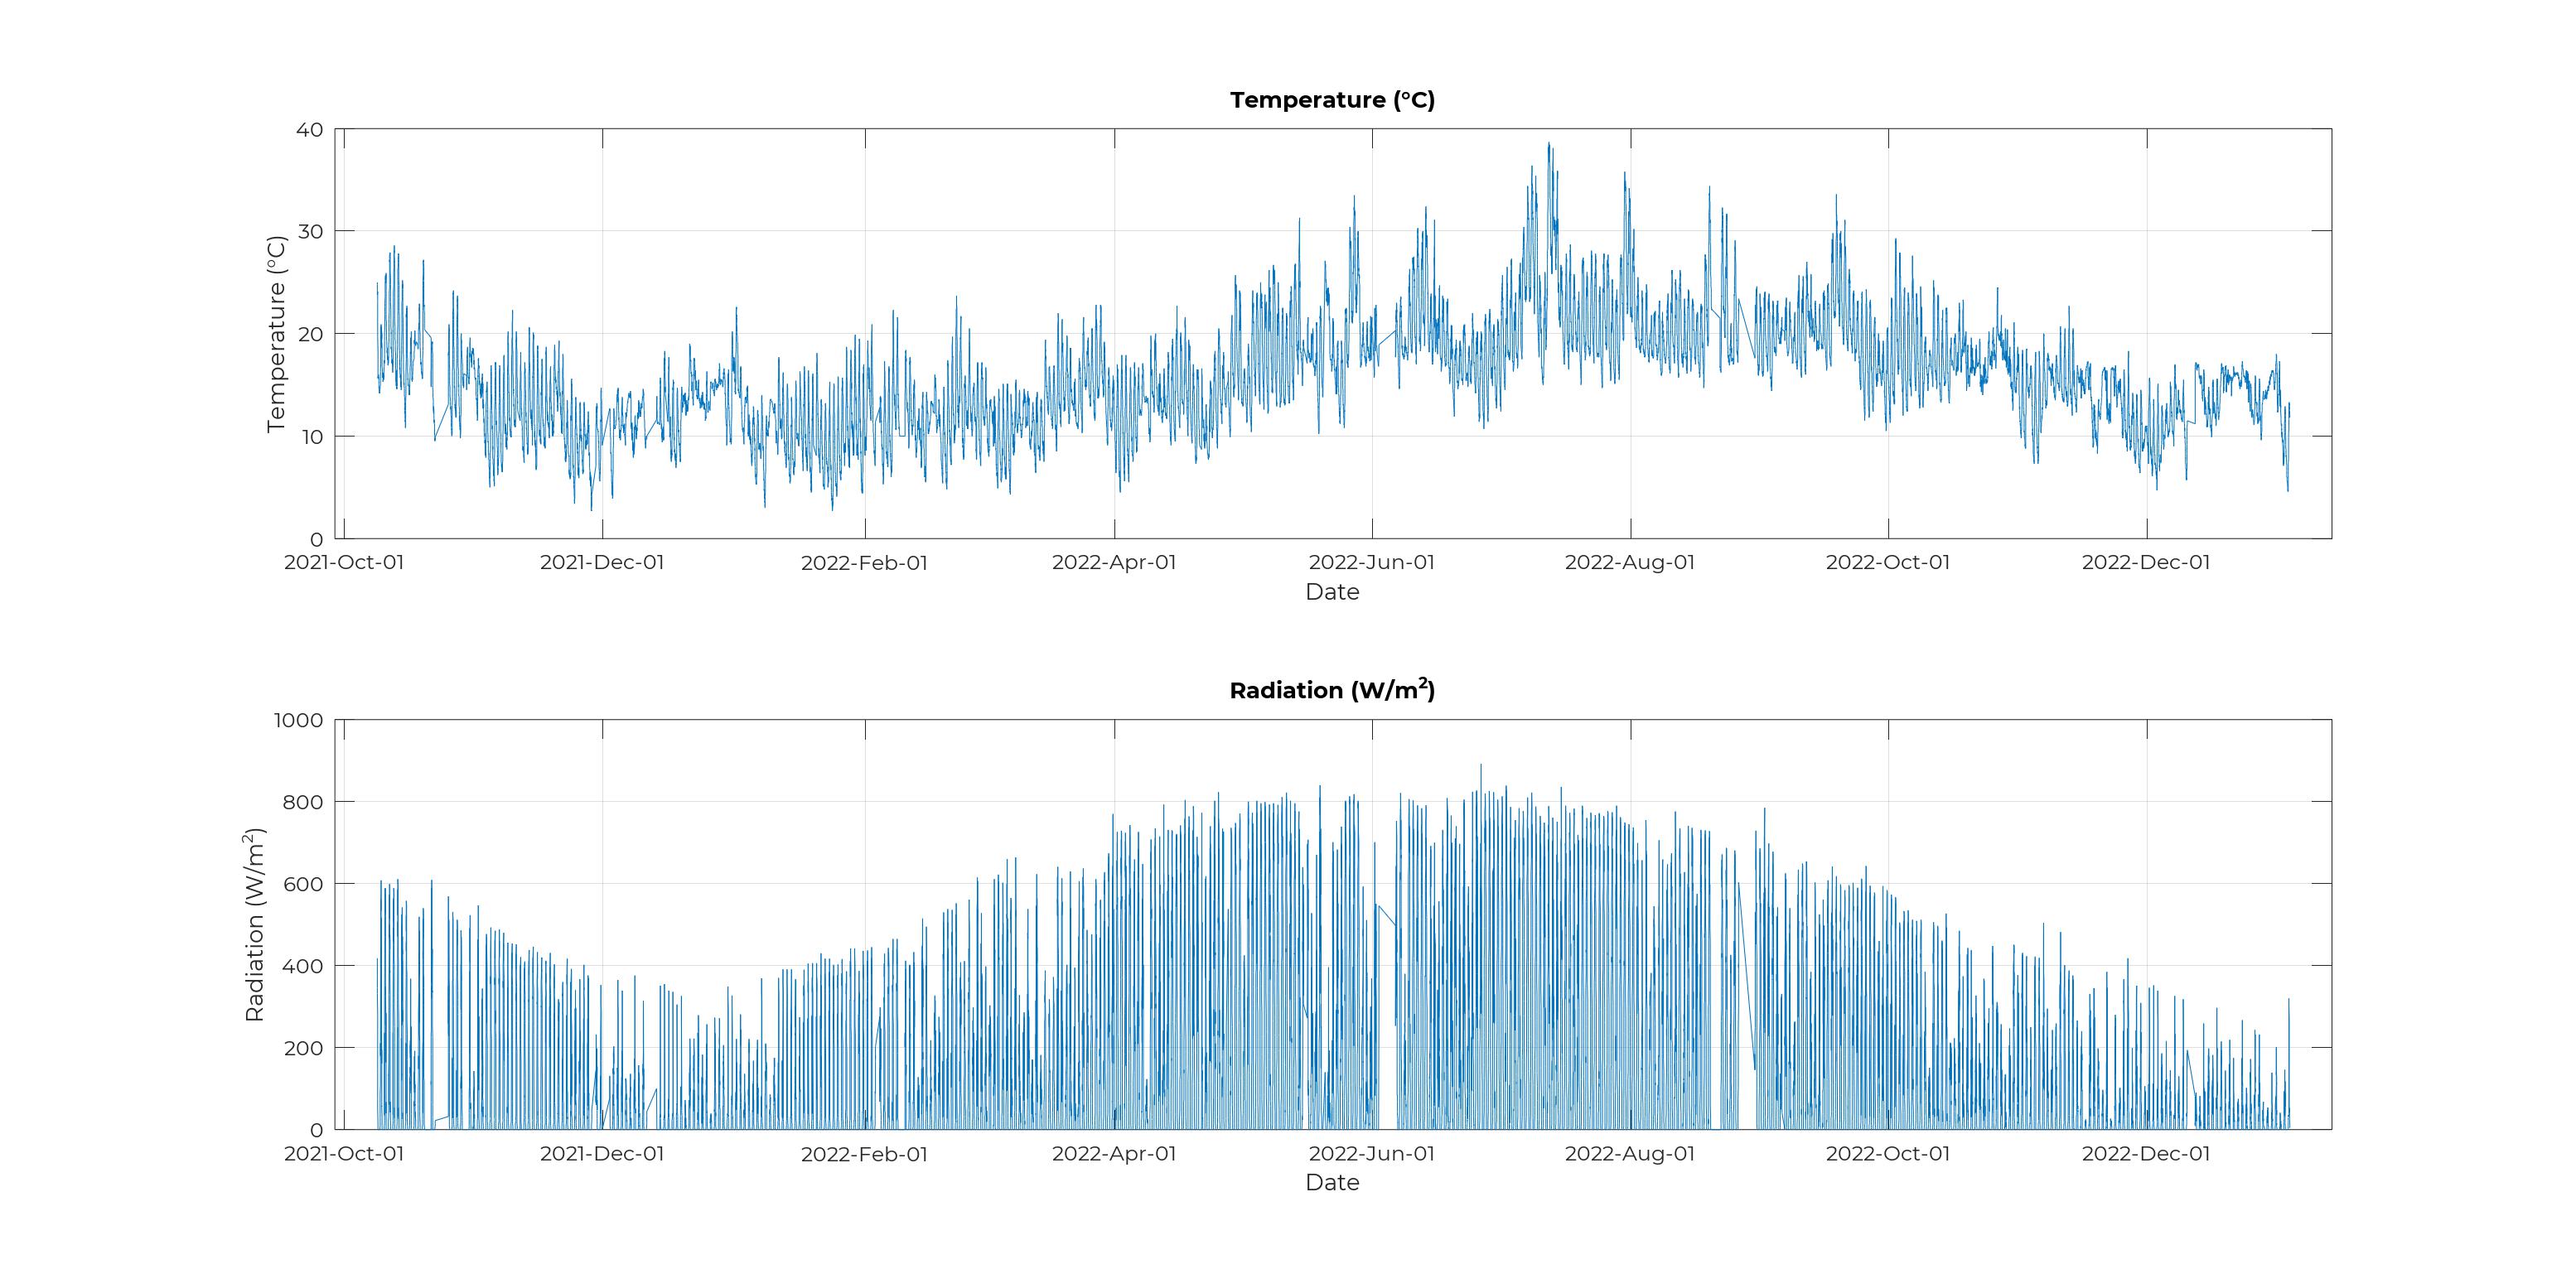 Temperature (°C)
40
30
20
10
0
Temperature (°C)
2021-Oct-01 2021-Dec-01 2022-Feb-01 2022-Apr-01 2022-Jun-01 2022-Aug-01 2022-Oct-01 2022-Dec-01
Date
Radiation (W/m²)
1000
800
600
400
200
0
Radiation (W/m²)
2021-Oct-01 2021-Dec-01 2022-Feb-01 2022-Apr-01 2022-Jun-01 2022-Aug-01 2022-Oct-01 2022-Dec-01
Date